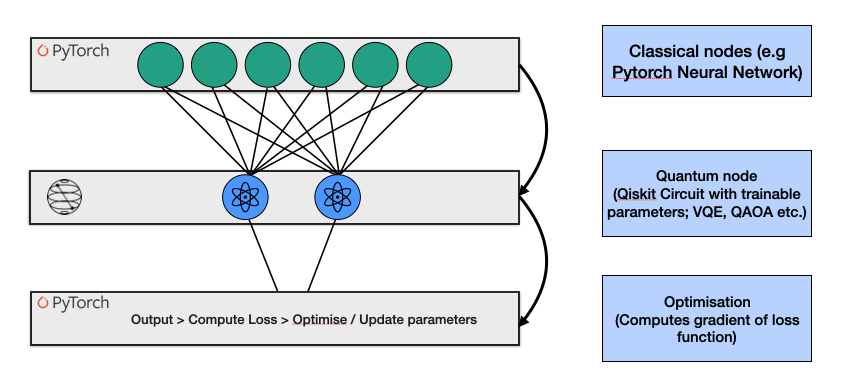 PyTorch
Classical nodes (e.g
Pytorch Neural Network)
Quantum node
(Qiskit Circuit with trainable
parameters; VQE, QAOA etc.)
PyTorch
Output > Compute Loss > Optimise / Update parameters
Optimisation
(Computes gradient of loss
function)